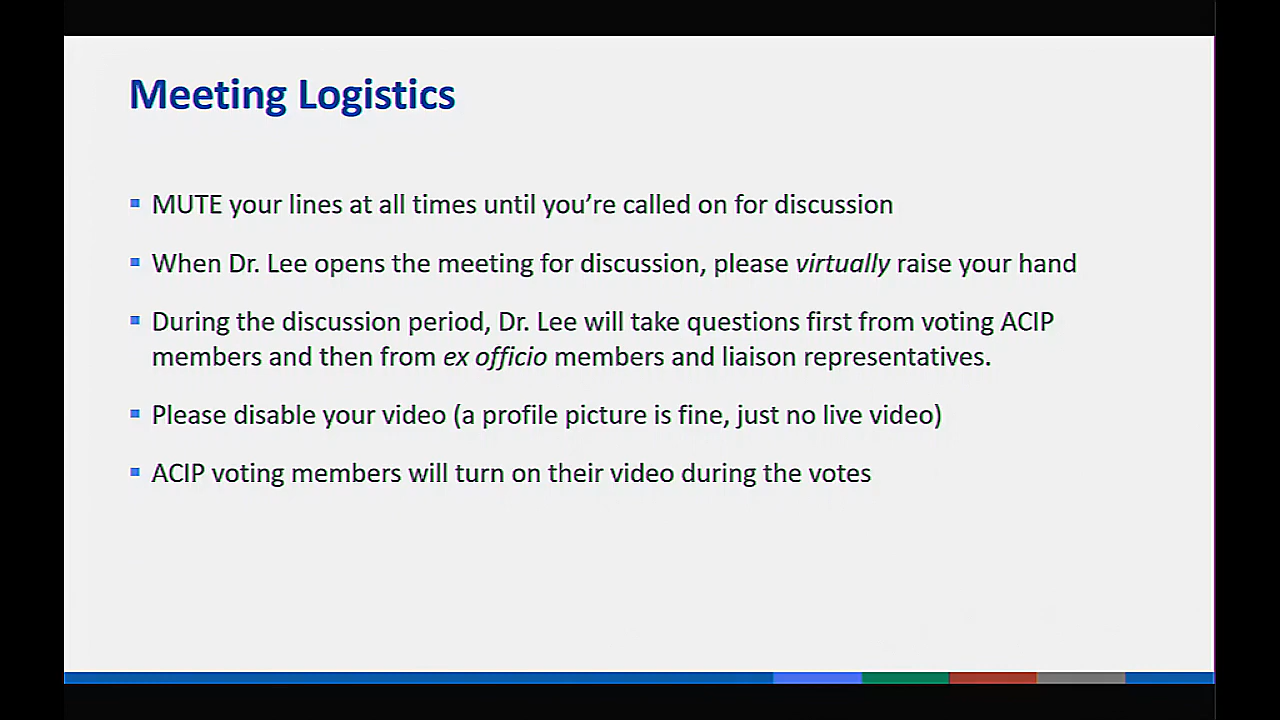 Meeting Logistics
▪ MUTE your lines at all times until you’re called on for discussion
▪ When Dr. Lee opens the meeting for discussion, please virtually raise your hand
▪ During the discussion period, Dr. Lee will take questions first from voting ACIP
members and then from ex officio members and liaison representatives.
▪ Please disable your video (a profile picture is fine, just no live video)
▪ ACIP voting members will turn on their video during the votes